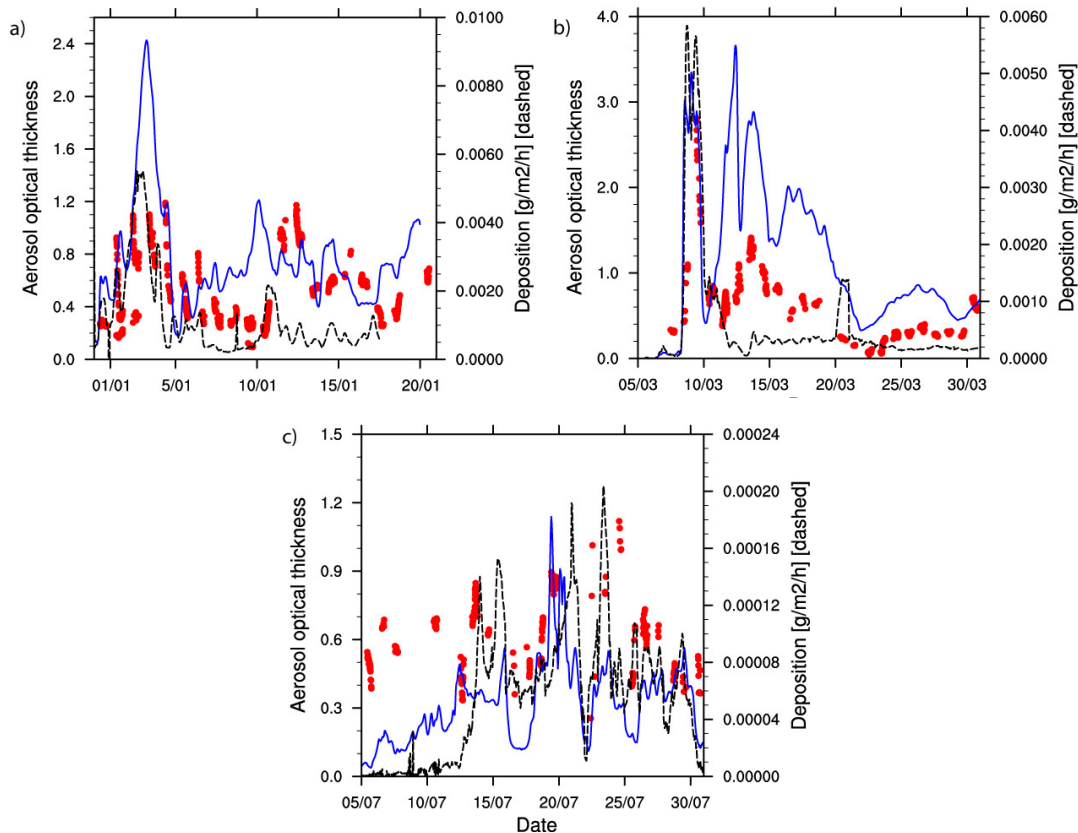 a)
Aerosol optical thickness
2.4
2.0
1.6
1.2
0.8
0.4
0.0
01/01 5/01 10/01 15/01 20/01
0.0100
0.0080
0.0060
0.0040
0.0020
0.0000
Deposition [g/m2/h] [dashed]
b)
Aerosol optical thickness
4.0
3.0
2.0
1.0
0.0
05/03 10/03 15/03 20/03 25/03 30/03
0.0060
0.0050
0.0040
0.0030
0.0020
0.0010
0.0000
Deposition [g/m2/h] [dashed]
c)
Aerosol optical thickness
1.5
1.2
0.9
0.6
0.3
0.0
05/07 10/07 15/07 20/07 25/07 30/07
Date
0.00024
0.00020
0.00016
0.00012
0.00008
0.00004
0.00000
Deposition [g/m2/h] [dashed]